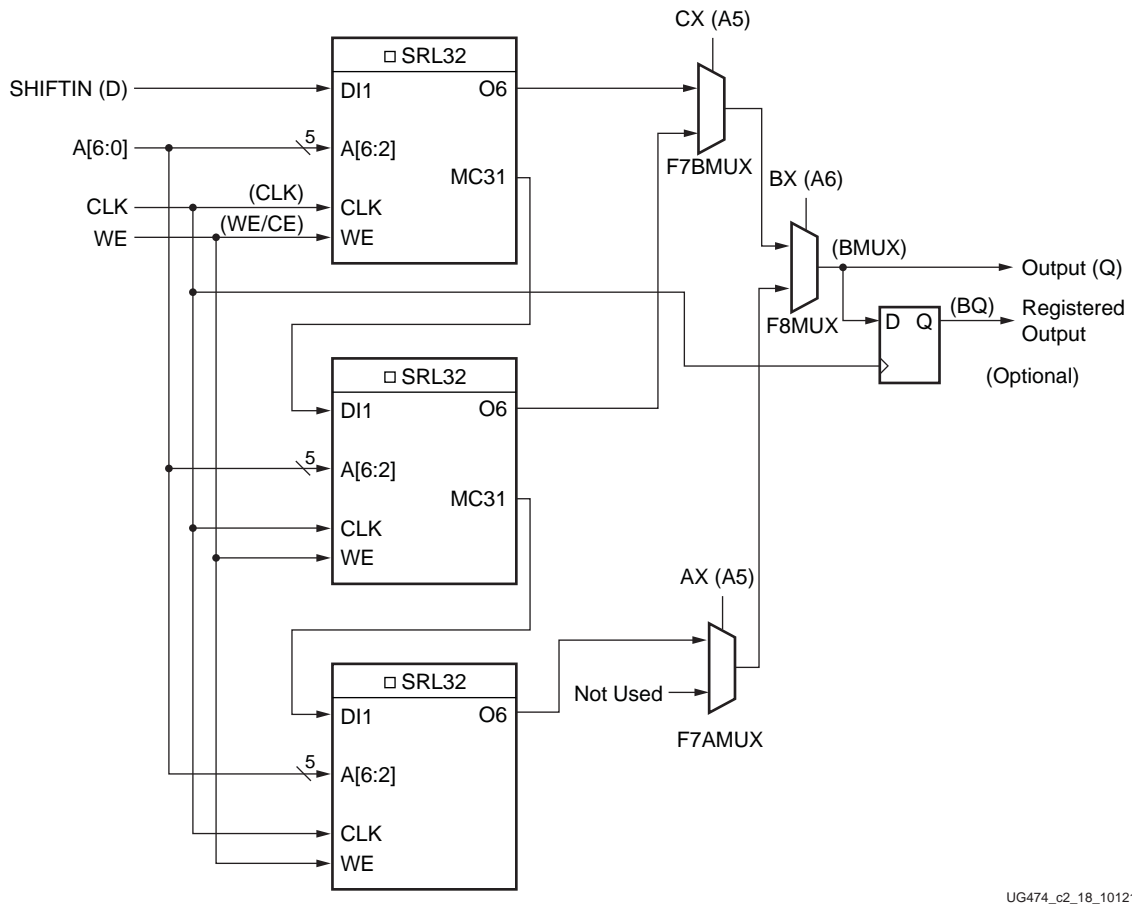 CX (A5)
□ SRL32
SHIFTIN (D)
DI1
O6
A[6:0]
5
A[6:2]
MC31
F7BMUX
BX (A6)
CLK
(CLK)
CLK
WE
(WE/CE)
WE
(BMUX)
Output (Q)
F8MUX
D Q
(BQ)
Registered
Output
(Optional)
□ SRL32
DI1
O6
5
A[6:2]
MC31
CLK
WE
AX (A5)
□ SRL32
Not Used
DI1
O6
F7AMUX
5
A[6:2]
CLK
WE
UG474_c2_18_10121